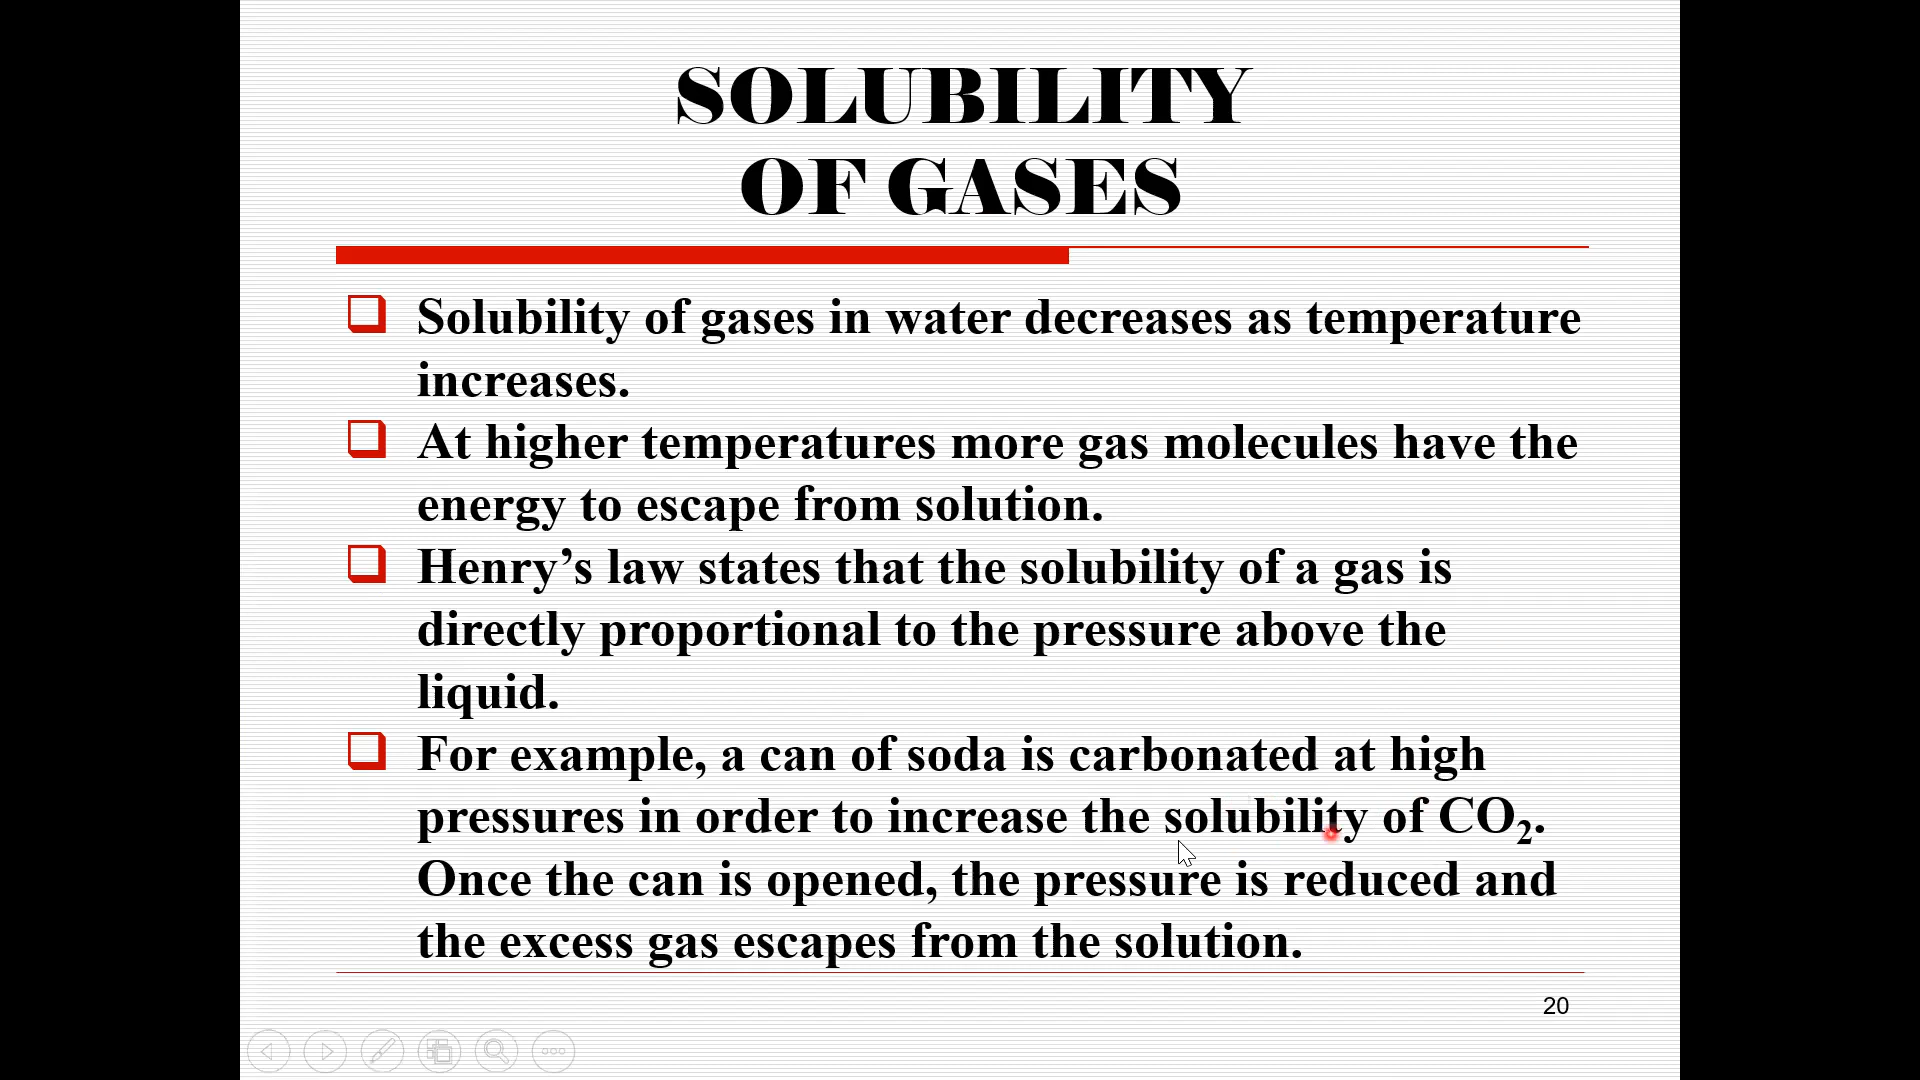 SOLUBILITY
OF GASES
Solubility of gases in water decreases as temperature
increases.
At higher temperatures more gas molecules have the
energy to escape from solution.
Henry’s law states that the solubility of a gas is
directly proportional to the pressure above the
liquid.
For example, a can of soda is carbonated at high
pressures in order to increase the solubility of CO₂.
Once the can is opened, the pressure is reduced and
the excess gas escapes from the solution.
20